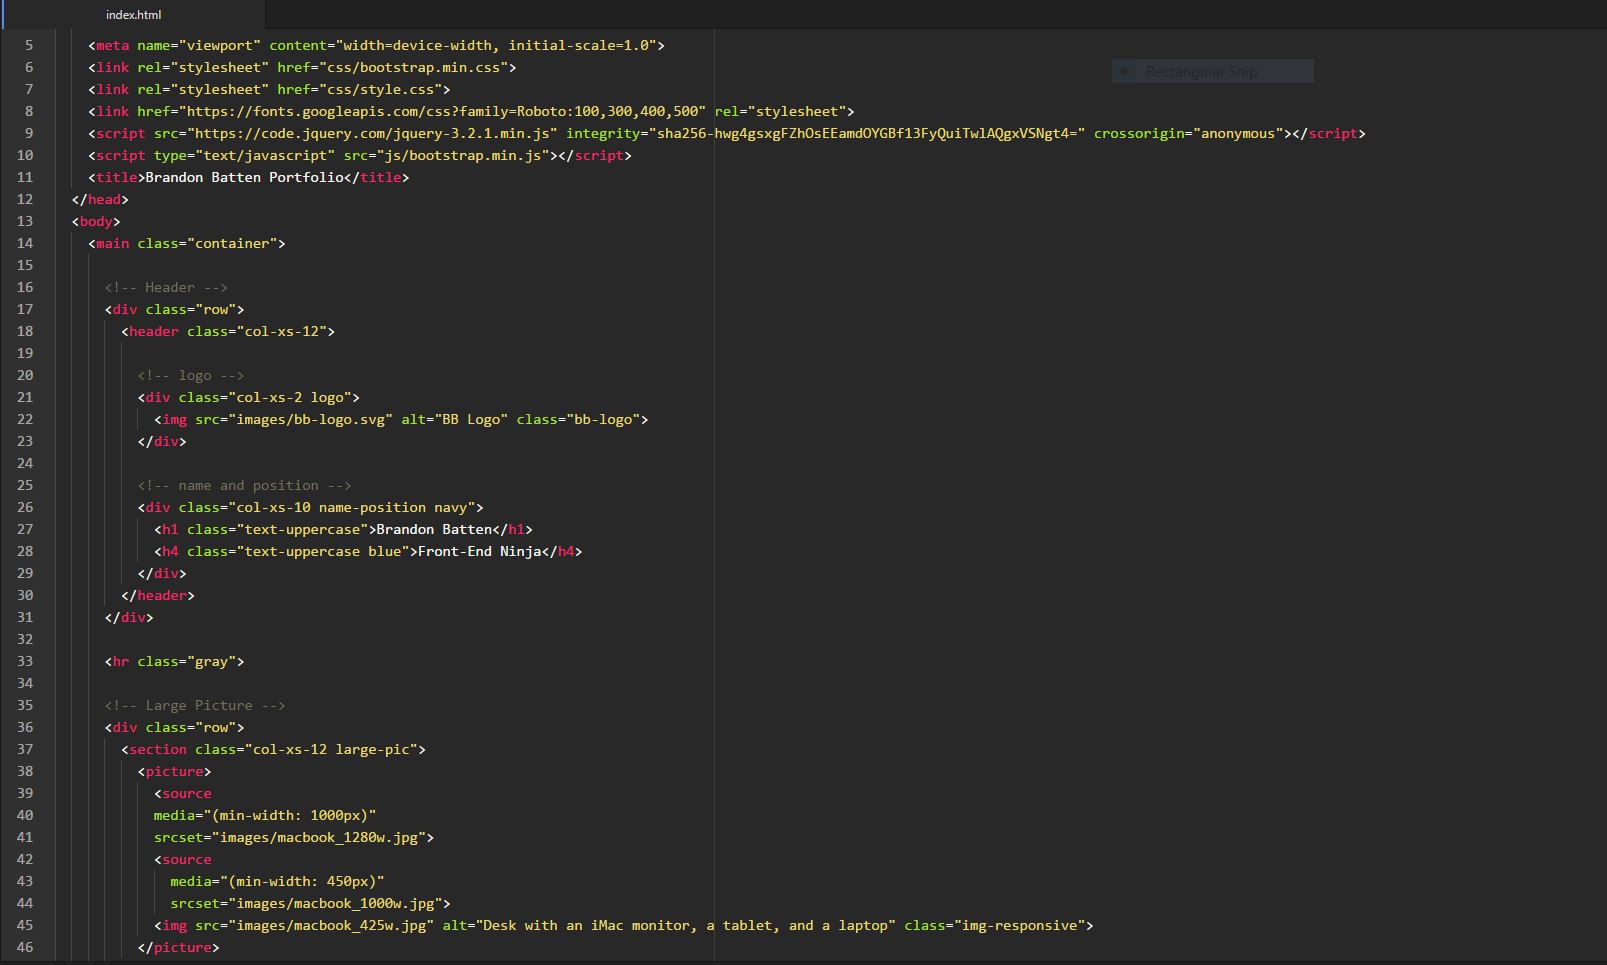 index.html
5 <meta name="viewport" content="width=device-width, initial-scale=1.0">
Rectangular Snip
6 <link rel="stylesheet" href="css/bootstrap.min.css">
7 <link rel="stylesheet" href="css/style.css">
8 <link href="https://fonts.googleapis.com/css?family=Roboto:100,300,400,500" rel="stylesheet">
9 <script src="https://code.jquery.com/jquery-3.2.1.min.js" integrity="sha256-hwg4gsxgFZhOsEEamdOYGBf13FyQuiTwlAQgxVSNgt4=" crossorigin="anonymous"></script>
10 <script type="text/javascript" src="js/bootstrap.min.js"></script>
11 <title>Brandon Batten Portfolio</title>
12 </head>
13 <body>
14 <main class="container">
15
16 <!-- Header -->
17 <div class="row">
18 <header class="col-xs-12">
19
20 <!-- logo -->
21 <div class="col-xs-2 logo">
22 <img src="images/bb-logo.svg" alt="BB Logo" class="bb-logo">
23 </div>
24
25 <!-- name and position -->
26 <div class="col-xs-10 name-position navy">
27 <h1 class="text-uppercase">Brandon Batten</h1>
28 <h4 class="text-uppercase blue">Front-End Ninja</h4>
29 </div>
30 </header>
31 </div>
32
33 <hr class="gray">
34
35 <!-- Large Picture -->
36 <div class="row">
37 <section class="col-xs-12 large-pic">
38 <picture>
39 <source
40 media="(min-width: 1000px)"
41 srcset="images/macbook_1280w.jpg">
42 <source
43 media="(min-width: 450px)"
44 srcset="images/macbook_1000w.jpg">
45 <img src="images/macbook_425w.jpg" alt="Desk with an iMac monitor, a tablet, and a laptop" class="img-responsive">
46 </picture>